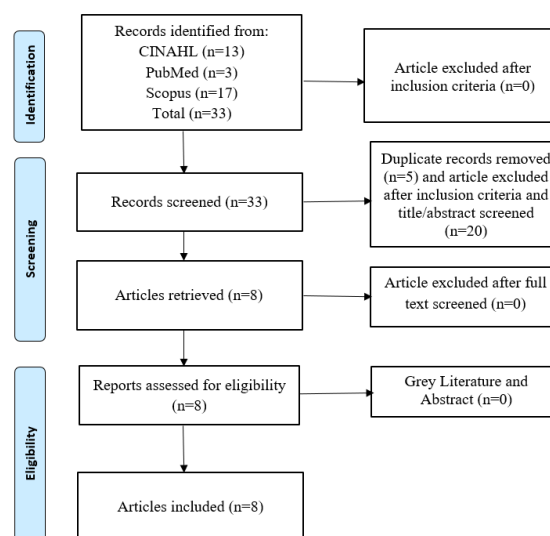 Identification
Records identified from:
CINAHL (n=13)
PubMed (n=3)
Scopus (n=17)
Total (n=33)
Article excluded after
inclusion criteria (n=0)
Screening
Records screened (n=33)
Duplicate records removed
(n=5) and article excluded
after inclusion criteria and
title/abstract screened
(n=20)
Articles retrieved (n=8)
Article excluded after full
text screened (n=0)
Eligibility
Reports assessed for eligibility
(n=8)
Grey Literature and
Abstract (n=0)
Articles included (n=8)